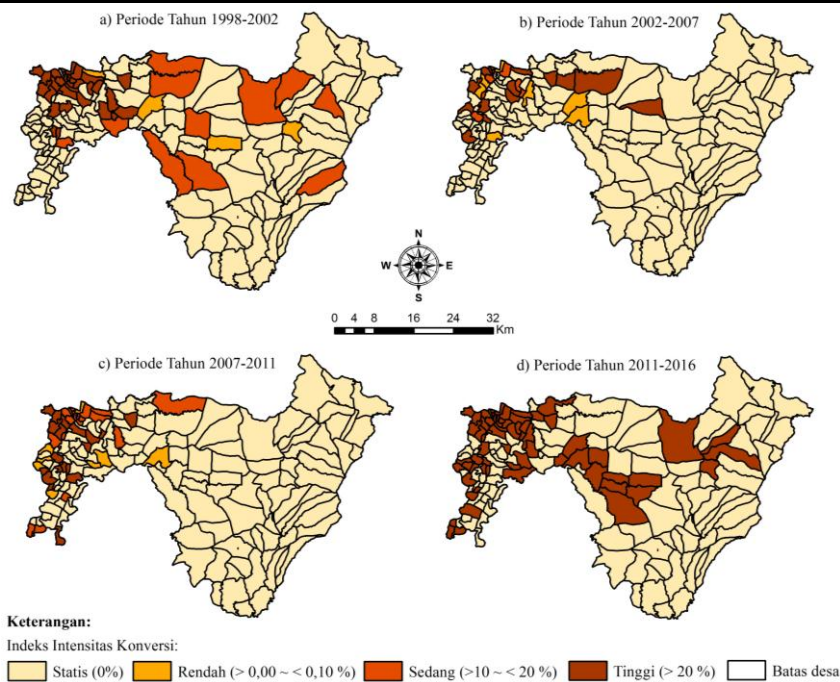 a) Periode Tahun 1998-2002
b) Periode Tahun 2002-2007
N
W E
S
0 4 8 16 24 32
Km
c) Periode Tahun 2007-2011
d) Periode Tahun 2011-2016
Keterangan:
Indeks Intensitas Konversi:
Statis (0%) Rendah (> 0,00 ~ < 0,10 %) Sedang (>10 ~ < 20 %) Tinggi (> 20 %) Batas desa